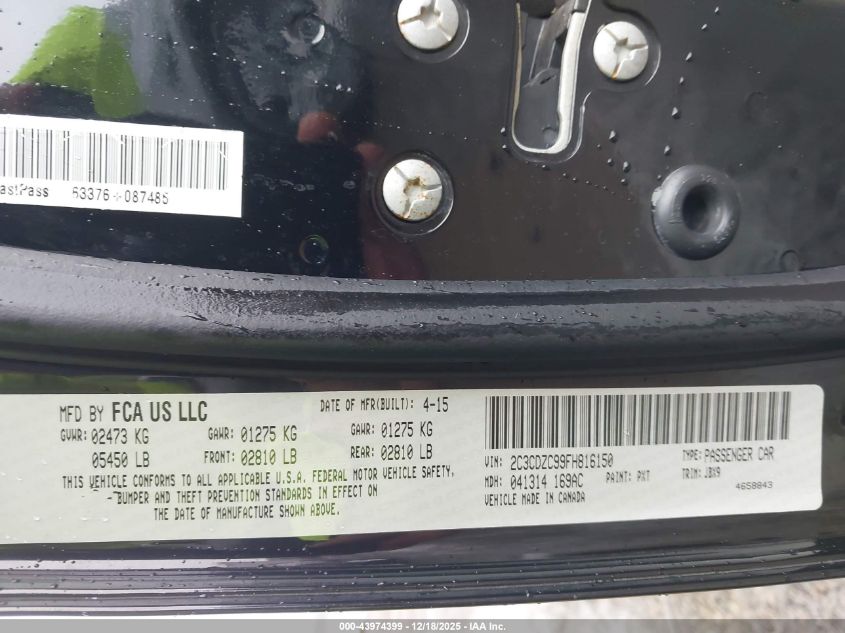 astPass 53376 + 087485
MFD BY FCA US LLC
DATE OF MFR(BUILT): 4-15
GVWR: 02473 KG GAWR: 01275 KG GAWR: 01275 KG
05450 LB FRONT: 02810 LB REAR: 02810 LB
THIS VEHICLE CONFORMS TO ALL APPLICABLE U.S.A. FEDERAL MOTOR VEHICLE SAFETY,
BUMPER AND THEFT PREVENTION STANDARDS IN EFFECT ON
THE DATE OF MANUFACTURE SHOWN ABOVE.
VIN: 2C3CDZC99FH816150 TYPE: PASSENGER CAR
MDH: 041314 169AC PAINT: PXT TRIM: JBX9
VEHICLE MADE IN CANADA 4658843
000-43974399 | 12/18/2025 - IAA Inc.